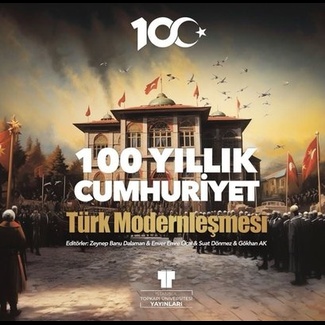 100
100 YILLIK
CUMHURİYET
Türk Modernleşmesi
Editörler: Zeynep Banu Dalaman & Enver Emre Öcal & Suat Dönmez & Gökhan AK
TOPKAPI ÜNİVERSİTESİ
YAYINLARI